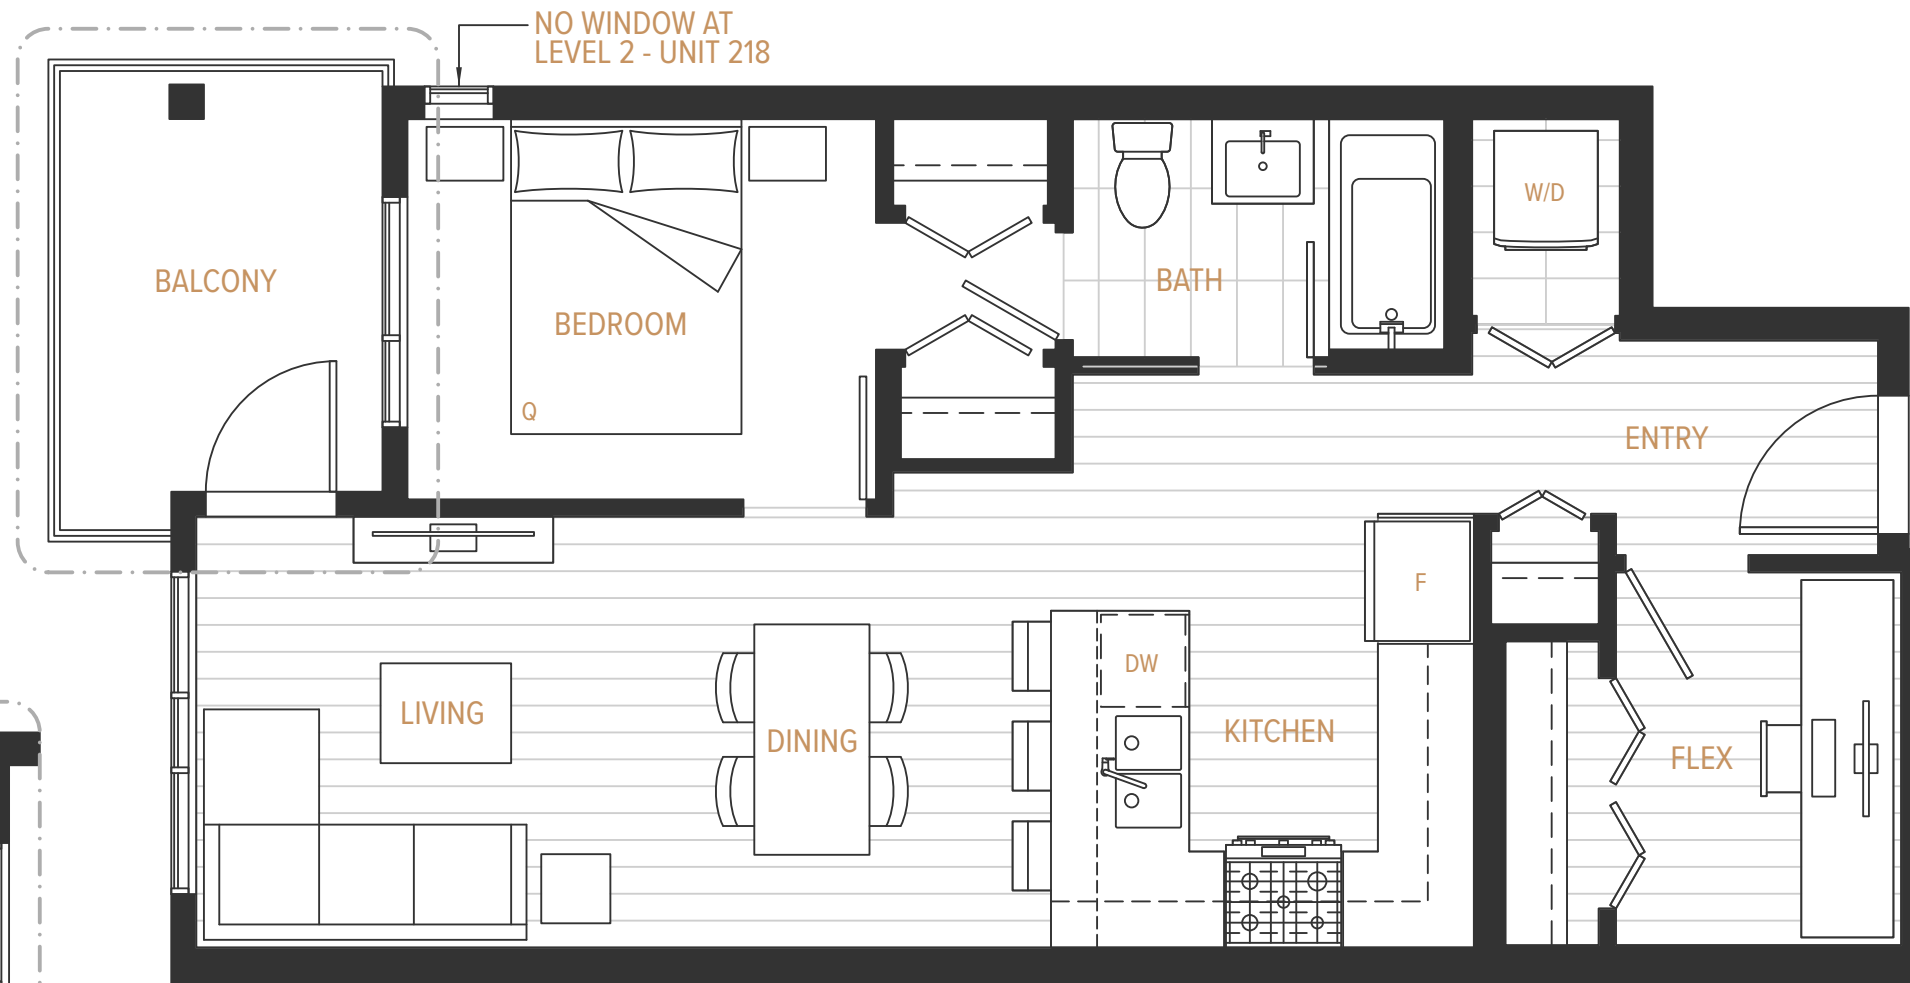 NO WINDOW AT
LEVEL 2 - UNIT 218
W/D
BALCONY
BATH
BEDROOM
Q
ENTRY
F
DW
LIVING
DINING
KITCHEN
FLEX